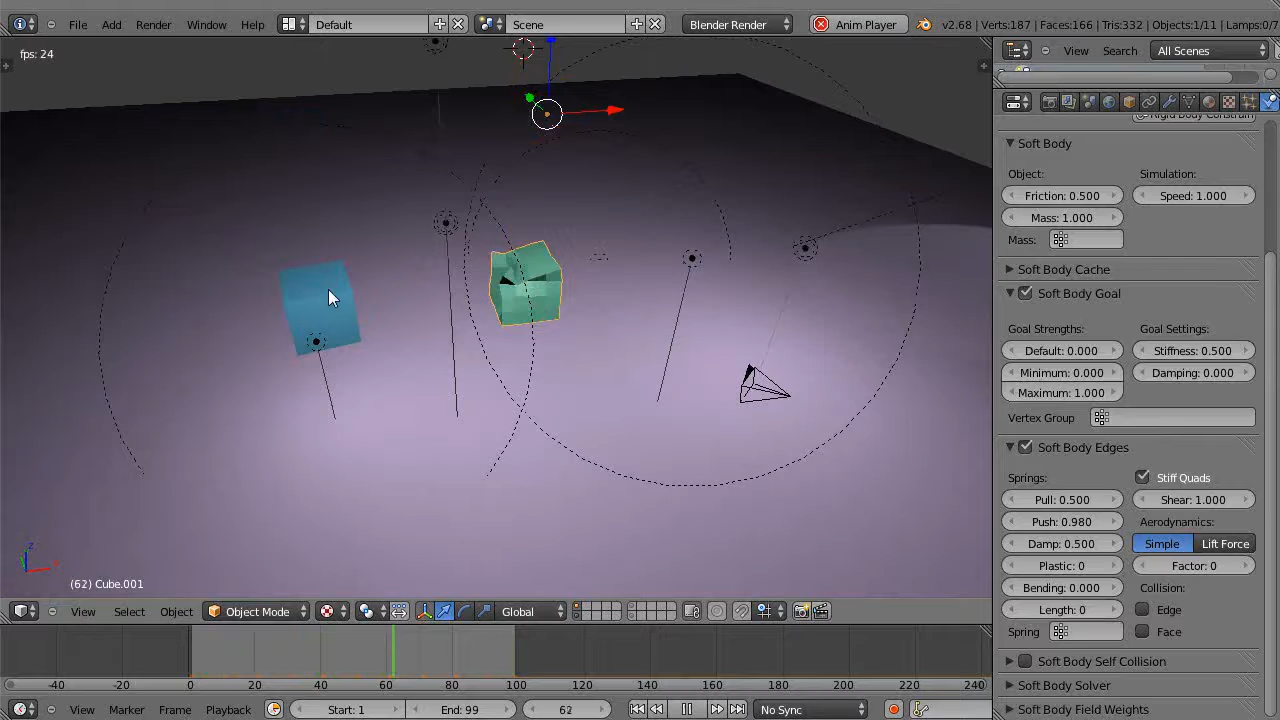 File Add Render Window Help Default Scene Blender Render Anim Player v2.68 | Verts:187 | Faces:166 | Tris:332 | Objects:1/11 | Lamps:0/7
fps: 24
View Search All Scenes
Soft Body
Object: Simulation:
Friction: 0.500 Speed: 1.000
Mass: 1.000
Mass:
Soft Body Cache
Soft Body Goal
Goal Strengths: Goal Settings:
Default: 0.000 Stiffness: 0.500
Minimum: 0.000 Damping: 0.000
Maximum: 1.000
Vertex Group
Soft Body Edges
Springs: Stiff Quads
Pull: 0.500 Shear: 1.000
Push: 0.980 Aerodynamics:
Damp: 0.500 Simple Lift Force
Plastic: 0 Factor: 0
Bending: 0.000 Collision:
Length: 0 Edge
Spring Face
Soft Body Self Collision
Soft Body Solver
Soft Body Field Weights
(62) Cube.001
View Select Object Object Mode Global
-40 -20 0 20 40 60 80 100 120 140 160 180 200 220 240
View Marker Frame Playback Start: 1 End: 99 62 No Sync